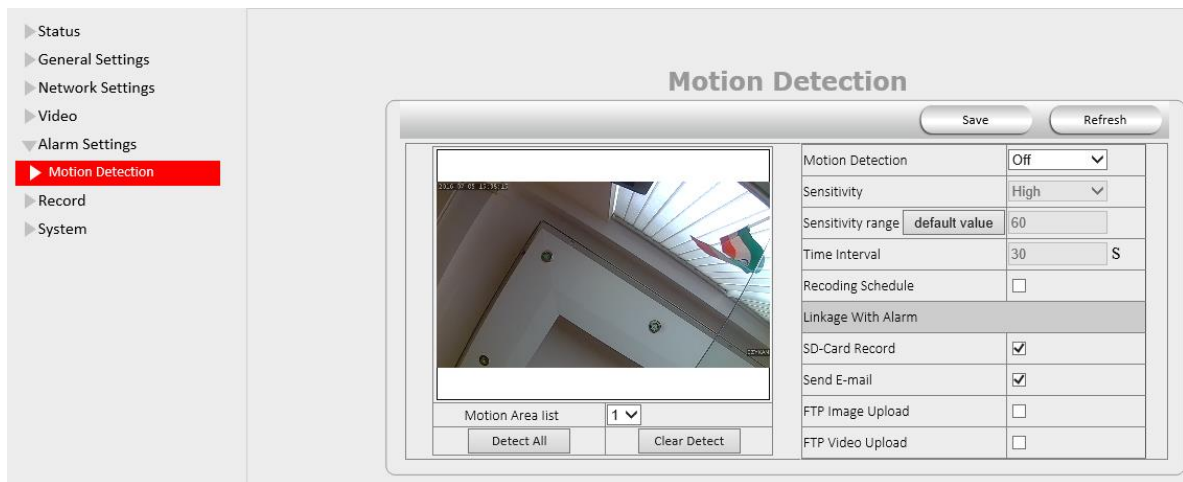 Status
General Settings
Network Settings
Video
Alarm Settings
Motion Detection
Record
System
Motion Detection
Save Refresh
Motion Detection Off
Sensitivity High
Sensitivity range default value 60
Time Interval 30 S
Recoding Schedule
Linkage With Alarm
SD-Card Record
Send E-mail
FTP Image Upload
FTP Video Upload
Motion Area list 1
Detect All Clear Detect